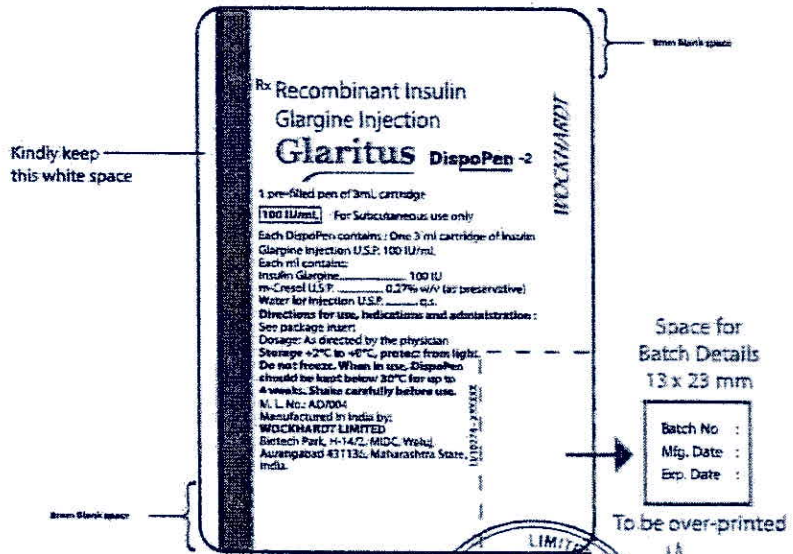 8mm Blank space
Rx Recombinant Insulin
Glargine Injection
Glaritus DispoPen -2
WOCKHARDT
Kindly keep
this white space
1 pre-filled pen of 3mL cartridge
100 IU/mL For Subcutaneous use only
Each DispoPen contains : One 3 ml cartridge of Insulin
Glargine Injection U.S.P. 100 IU/mL
Each ml contains:
Insulin Glargine 100 IU
m-Cresol U.S.P. 0.27% w/v (as preservative)
Water for Injection U.S.P. q.s.
Directions for use, indications and administration :
See package insert
Dosage: As directed by the physician
Storage +2°C to +8°C, protect from light.
Do not freeze. When in use, DispoPen
should be kept below 30°C for up to
4 weeks. Shake carefully before use.
M. L. No.: AD/004
Manufactured in India by:
WOCKHARDT LIMITED
Biotech Park, H-14/2, MIDC, Waluj,
Aurangabad 431136, Maharashtra State,
India.
Space for
Batch Details
13 x 23 mm
Batch No :
Mfg. Date :
Exp. Date :
To be over-printed
8mm Blank space